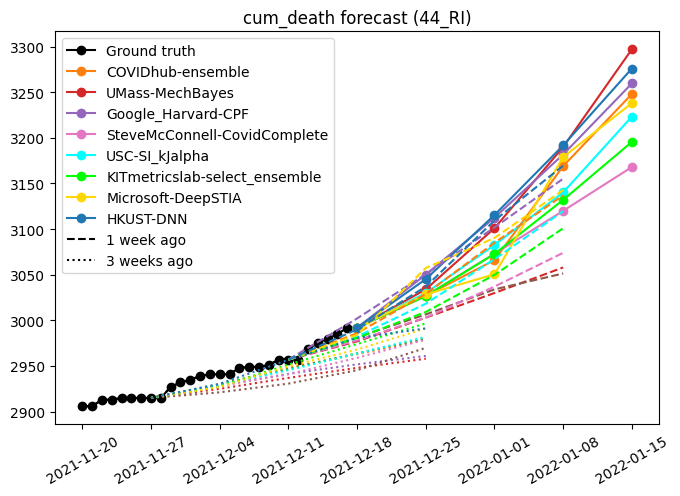 cum_death forecast (44_RI)
3300
3250
3200
3150
3100
3050
3000
2950
2900
Ground truth
COVIDhub-ensemble
UMass-MechBayes
Google_Harvard-CPF
SteveMcConnell-CovidComplete
USC-SI_kJalpha
KITmetricslab-select_ensemble
Microsoft-DeepSTIA
HKUST-DNN
1 week ago
3 weeks ago
2021-11-20
2021-11-27
2021-12-04
2021-12-11
2021-12-18
2021-12-25
2022-01-01
2022-01-08
2022-01-15